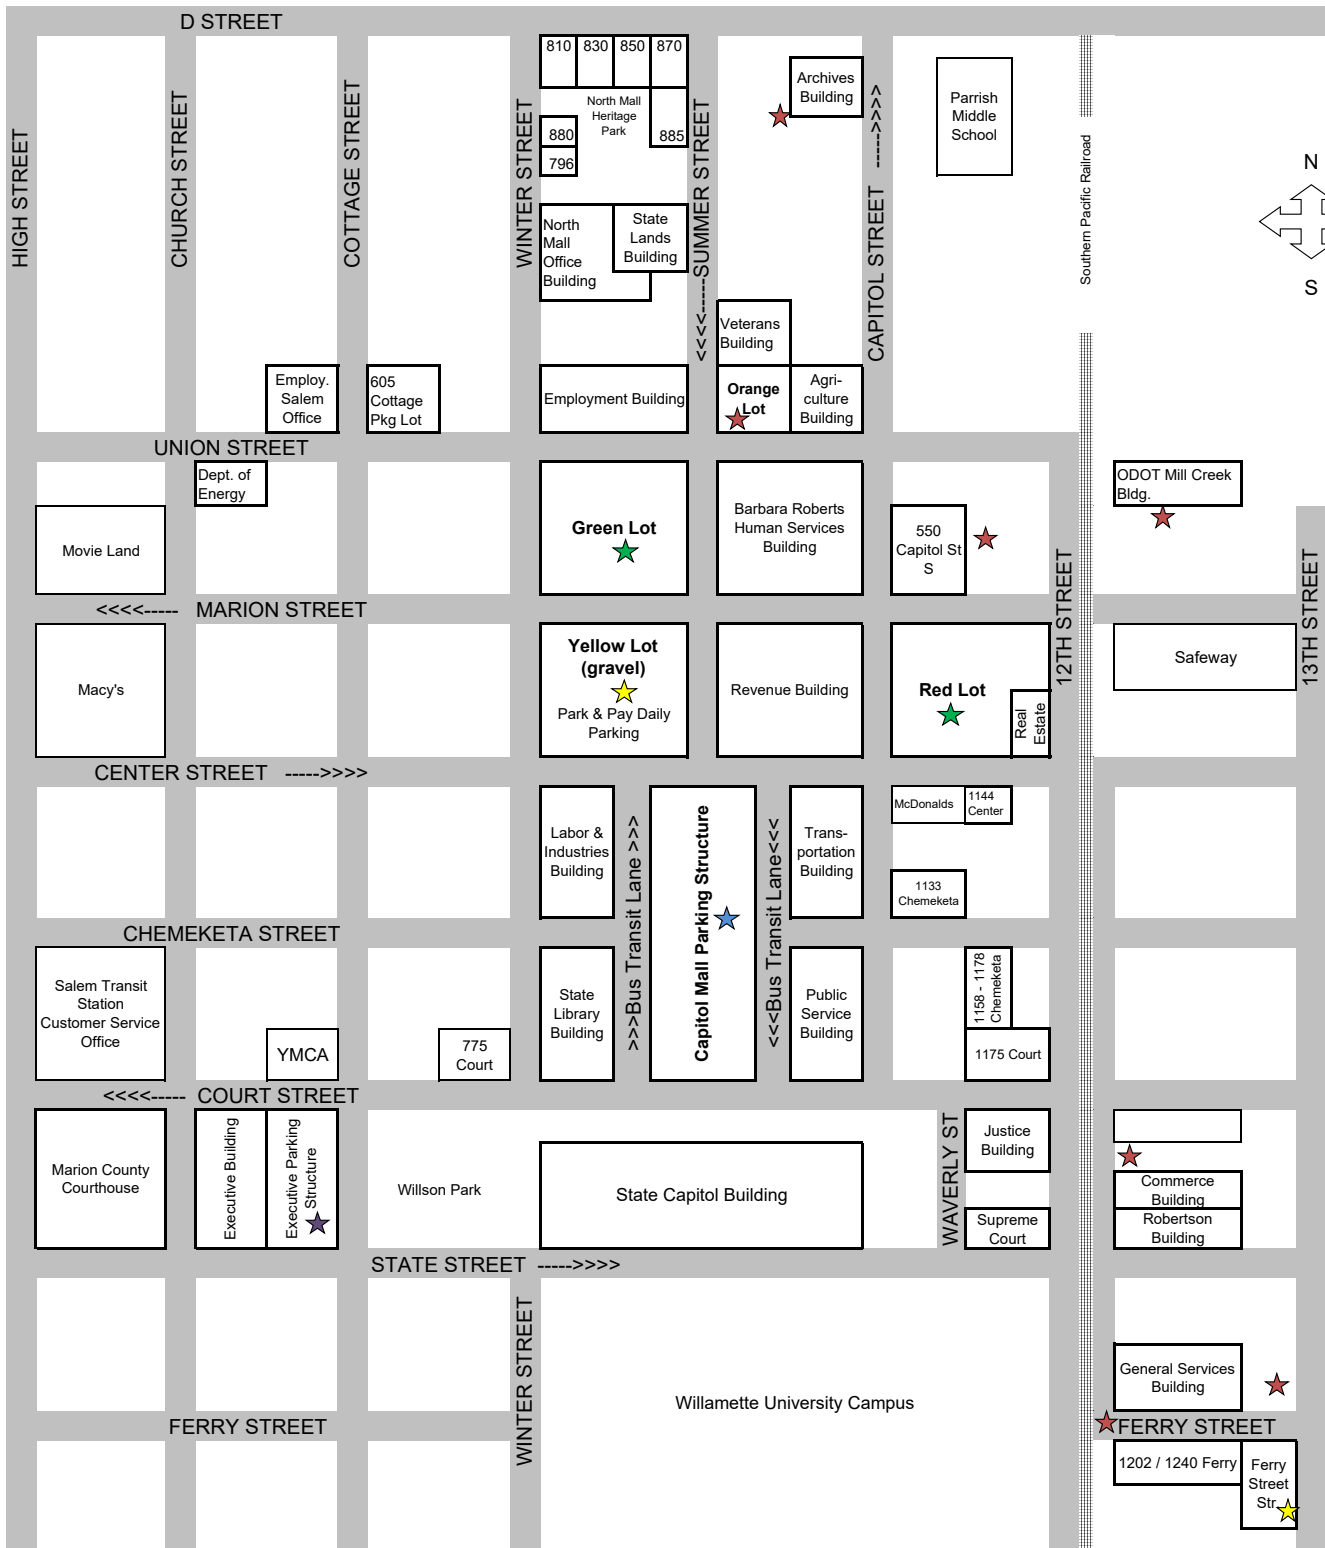 D STREET
810
830
850
870
North Mall
Heritage
Park
880
885
796
Archives
Building
Parrish
Middle
School
HIGH STREET
CHURCH STREET
COTTAGE STREET
WINTER STREET
<<<<-----SUMMER STREET
CAPITOL STREET ----->>>>
Southern Pacific Railroad
N
S
North
Mall
Office
Building
State
Lands
Building
Veterans
Building
Employ.
Salem
Office
605
Cottage
Pkg Lot
Employment Building
Orange
Lot
Agri-
culture
Building
UNION STREET
Dept. of
Energy
ODOT Mill Creek
Bldg.
Movie Land
Green Lot
Barbara Roberts
Human Services
Building
550
Capitol St
S
12TH STREET
13TH STREET
<<<<----- MARION STREET
Macy's
Yellow Lot
(gravel)
Park & Pay Daily
Parking
Revenue Building
Red Lot
Real
Estate
Safeway
CENTER STREET ----->>>>
Labor &
Industries
Building
>>>Bus Transit Lane >>>
Capitol Mall Parking Structure
<<<Bus Transit Lane<<<
Trans-
portation
Building
McDonalds
1144
Center
1133
Chemeketa
CHEMEKETA STREET
Salem Transit
Station
Customer Service
Office
YMCA
775
Court
State
Library
Building
Public
Service
Building
1158 - 1178
Chemeketa
1175 Court
<<<<----- COURT STREET
Marion County
Courthouse
Executive Building
Executive Parking
Structure
Willson Park
State Capitol Building
WAVERLY ST
Justice
Building
Supreme
Court
Commerce
Building
Robertson
Building
STATE STREET ----->>>>
WINTER STREET
Willamette University Campus
General Services
Building
FERRY STREET
FERRY STREET
1202 / 1240 Ferry
Ferry
Street
Str.